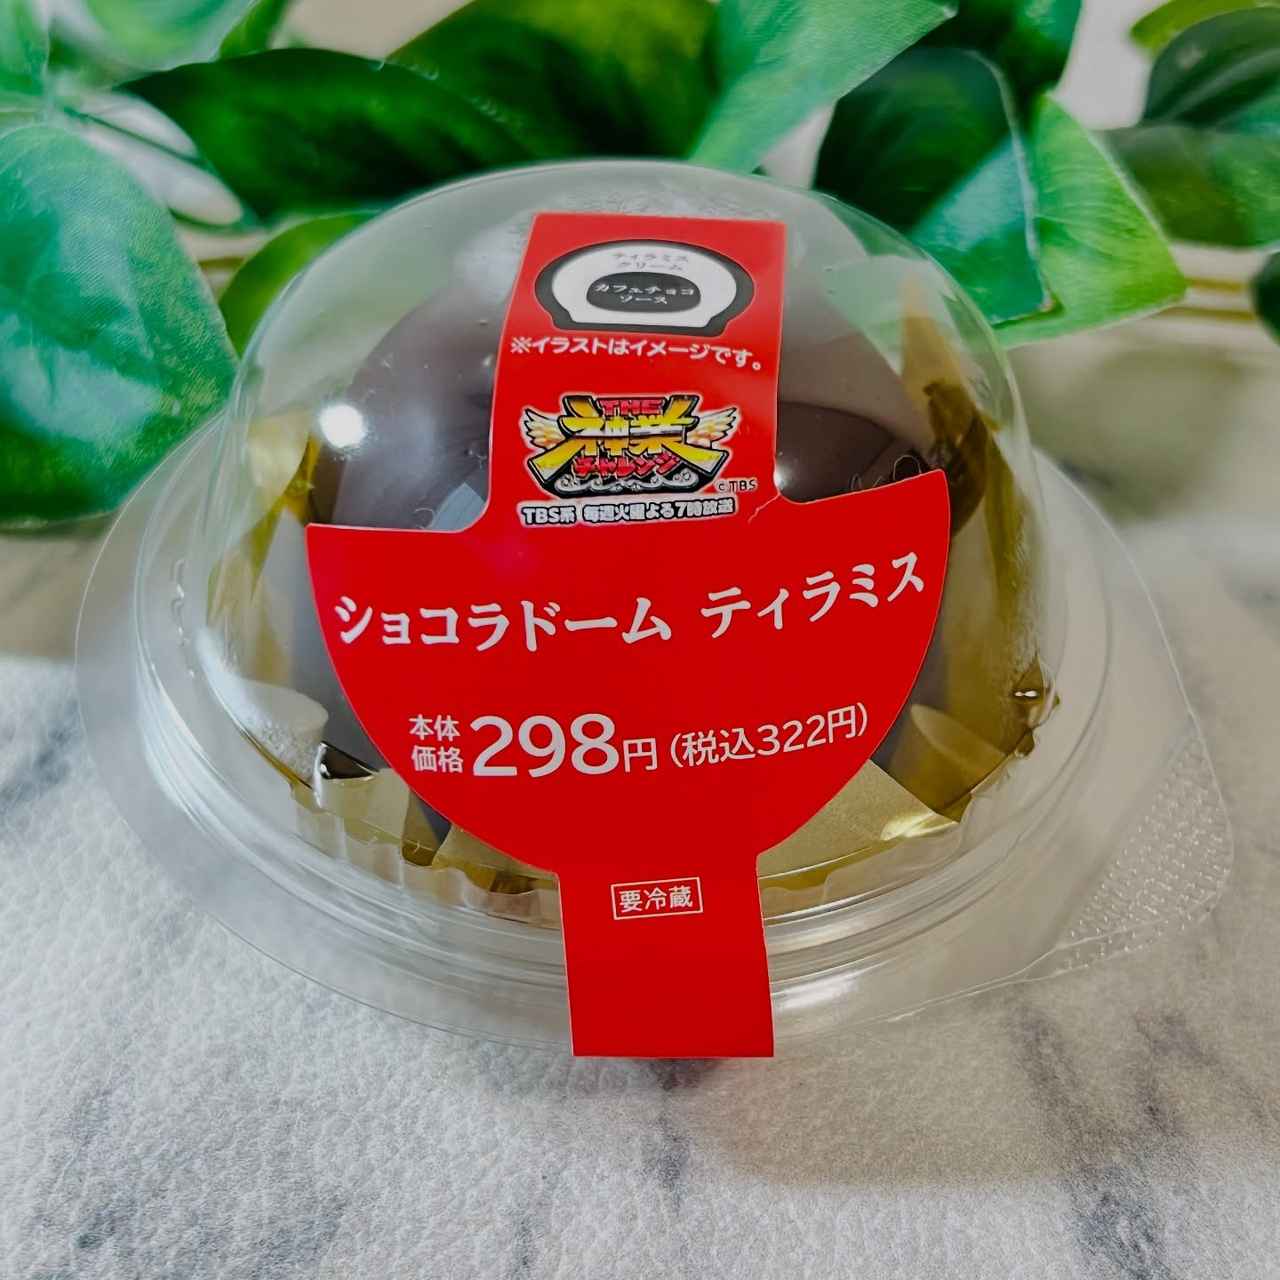 ティラミス
クリーム
カフェチョコ
ソース
※イラストはイメージです。
THE
神業
チャレンジ
©TBS
TBS系 毎週火曜よる7時放送
ショコラドーム ティラミス
本体
価格 298円 (税込322円)
要冷蔵